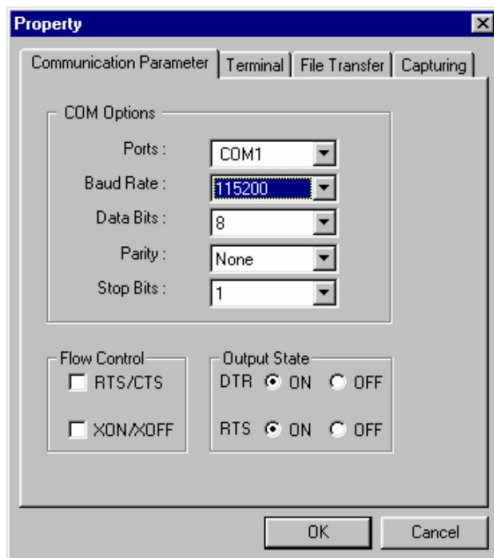 Property
Communication Parameter Terminal File Transfer Capturing
COM Options
Ports : COM1
Baud Rate : 115200
Data Bits : 8
Parity : None
Stop Bits : 1
Flow Control
RTS/CTS
XON/XOFF
Output State
DTR ON OFF
RTS ON OFF
OK Cancel